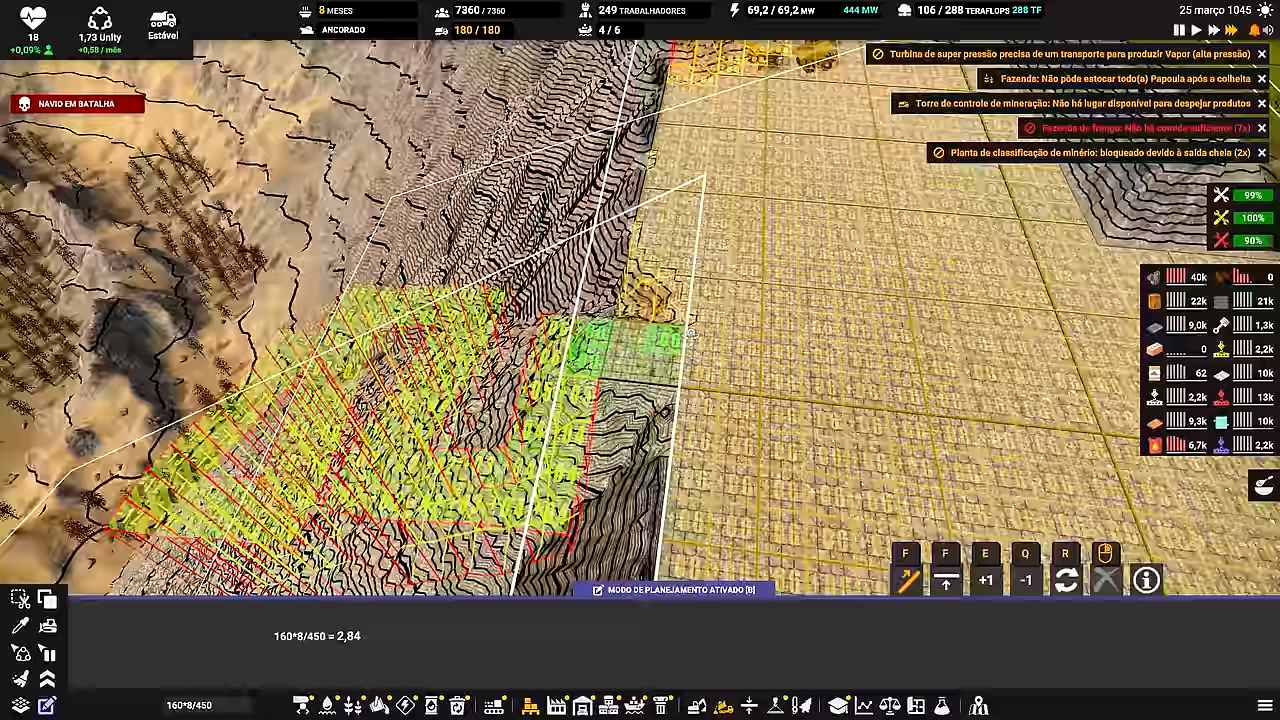 18
+0,09%
1,73 Unity
+0,58 / mês
Estável
8 MESES
ANCORADO
7360 / 7360
180 / 180
249 TRABALHADORES
4 / 6
69,2 / 69,2 MW
444 MW
106 / 288 TERAFLOPS
288 TF
25 março 1045
NAVIO EM BATALHA
Turbina de super pressão precisa de um transporte para produzir Vapor (alta pressão)
Fazenda: Não pôde estocar todo(a) Papoula após a colheita
Torre de controle de mineração: Não há lugar disponível para despejar produtos
Fazenda de frango: Não há comida suficiente (7x)
Planta de classificação de minério: bloqueado devido à saída cheia (2x)
99%
100%
90%
40k 0
22k 21k
9,0k 1,3k
0 2,2k
62 10k
2,2k 13k
9,3k 10k
6,7k 2,2k
F F E Q R
+1 -1
MODO DE PLANEJAMENTO ATIVADO [B]
160*8/450 = 2,84
160*8/450